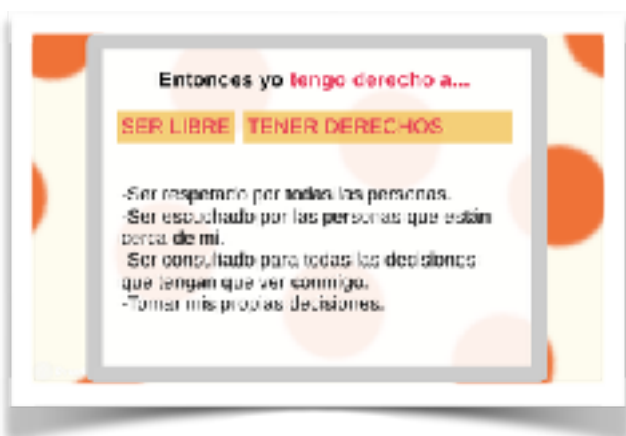 Entonces yo tengo derecho a...
SER LIBRE TENER DERECHOS
-Ser respetado por todas las personas.
-Ser escuchado por las personas que están
cerca de mi.
-Ser consultado para todas las decisiones
que tengan que ver conmigo.
-Tomar mis propias decisiones.